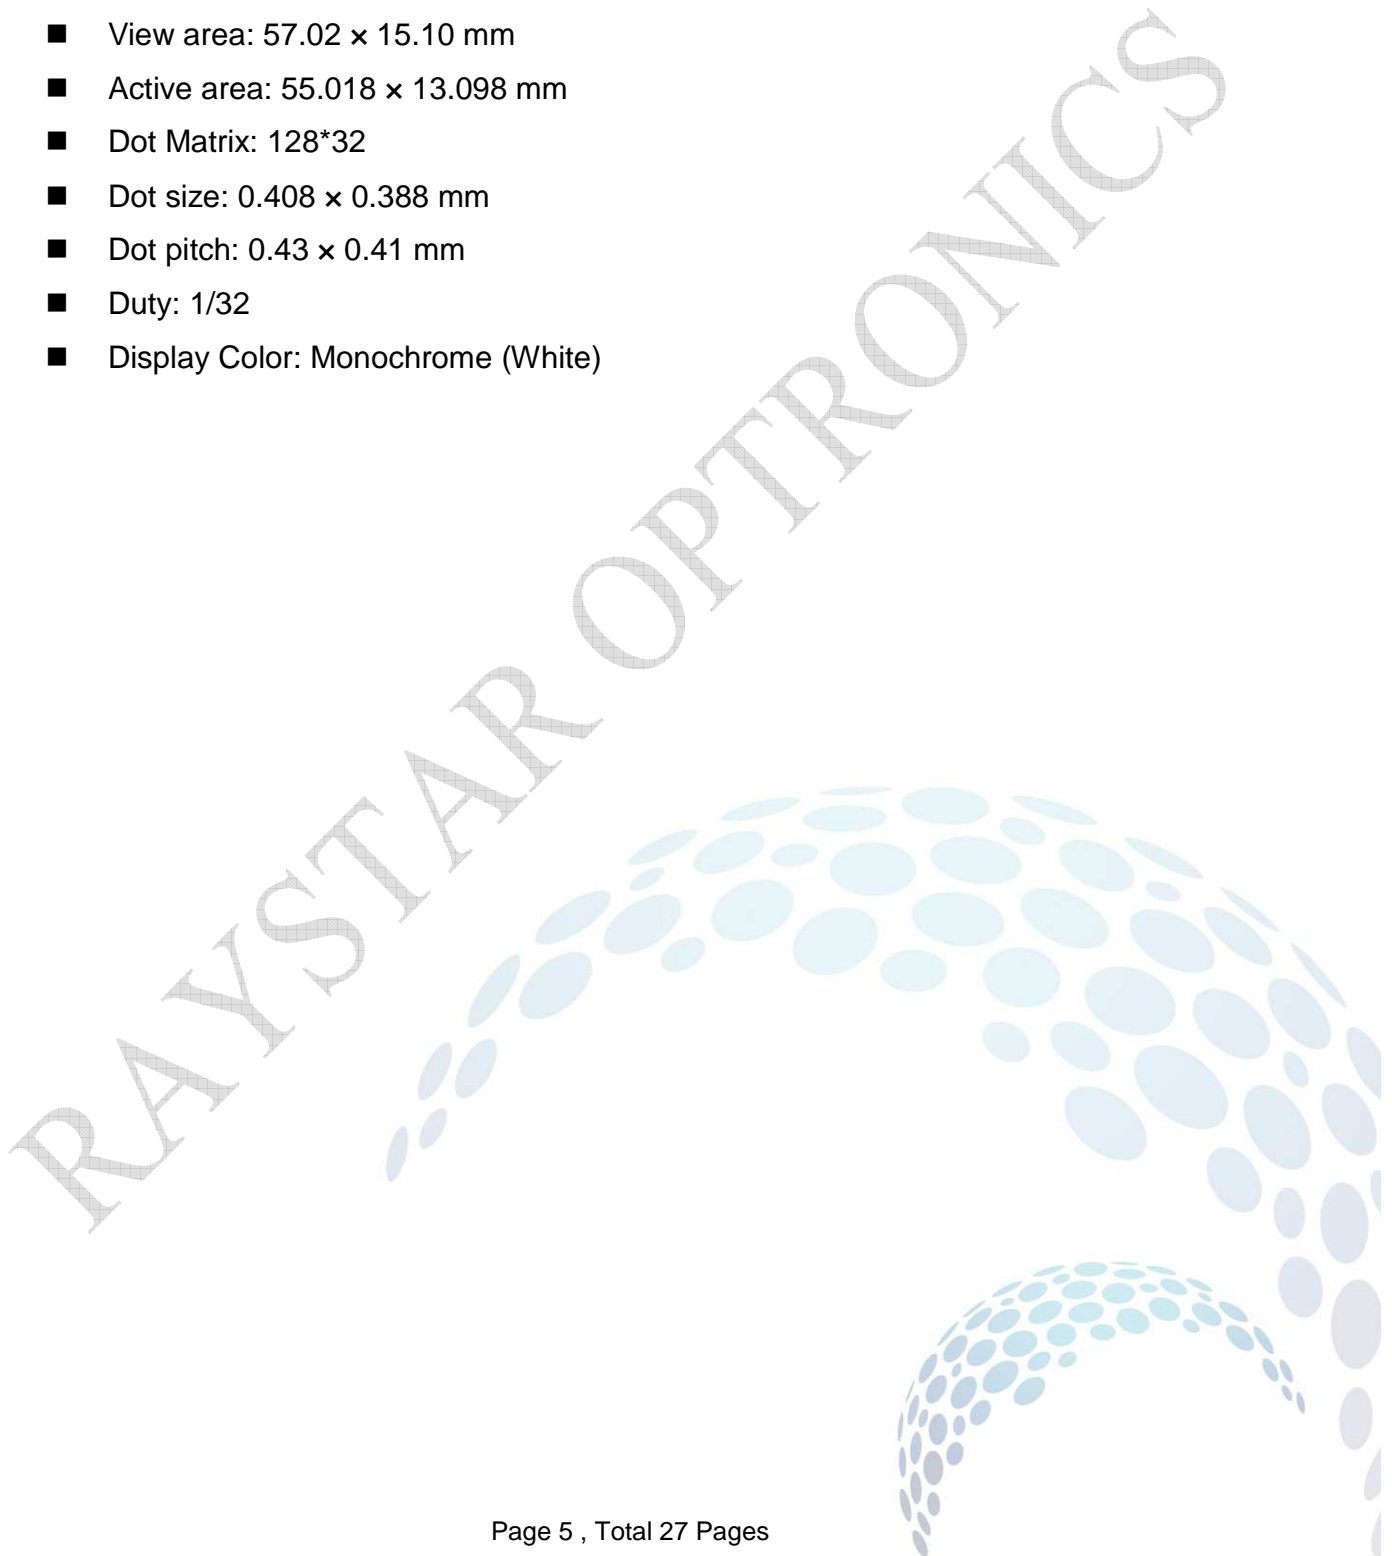 ■ View area: 57.02 × 15.10 mm
■ Active area: 55.018 × 13.098 mm
■ Dot Matrix: 128*32
■ Dot size: 0.408 × 0.388 mm
■ Dot pitch: 0.43 × 0.41 mm
■ Duty: 1/32
■ Display Color: Monochrome (White)
RAYSTAR OPTRONICS
Page 5 , Total 27 Pages